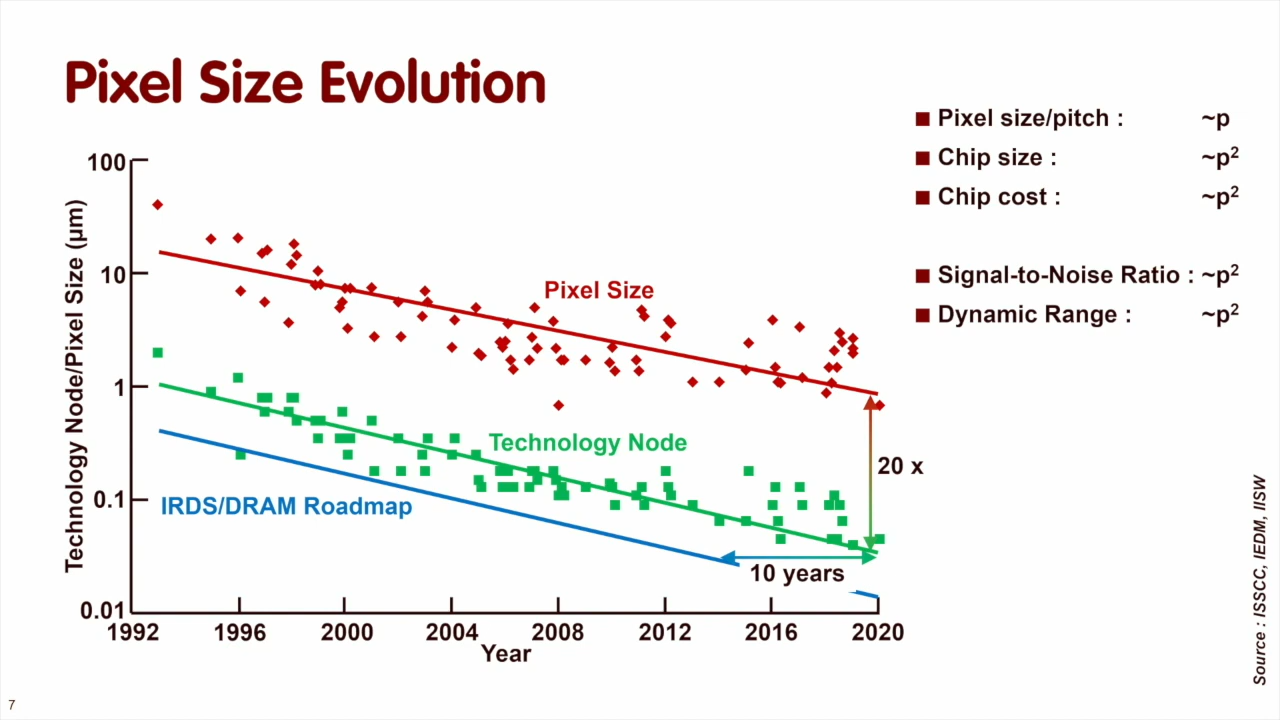 Pixel Size Evolution
Pixel size/pitch : ~p
Chip size : ~p²
Chip cost : ~p²
Signal-to-Noise Ratio : ~p²
Dynamic Range : ~p²
Technology Node/Pixel Size (µm)
100
10
1
0.1
0.01
Pixel Size
Technology Node
IRDS/DRAM Roadmap
20 x
10 years
1992 1996 2000 2004 2008 2012 2016 2020
Year
Source : ISSCC, IEDM, IISW
7